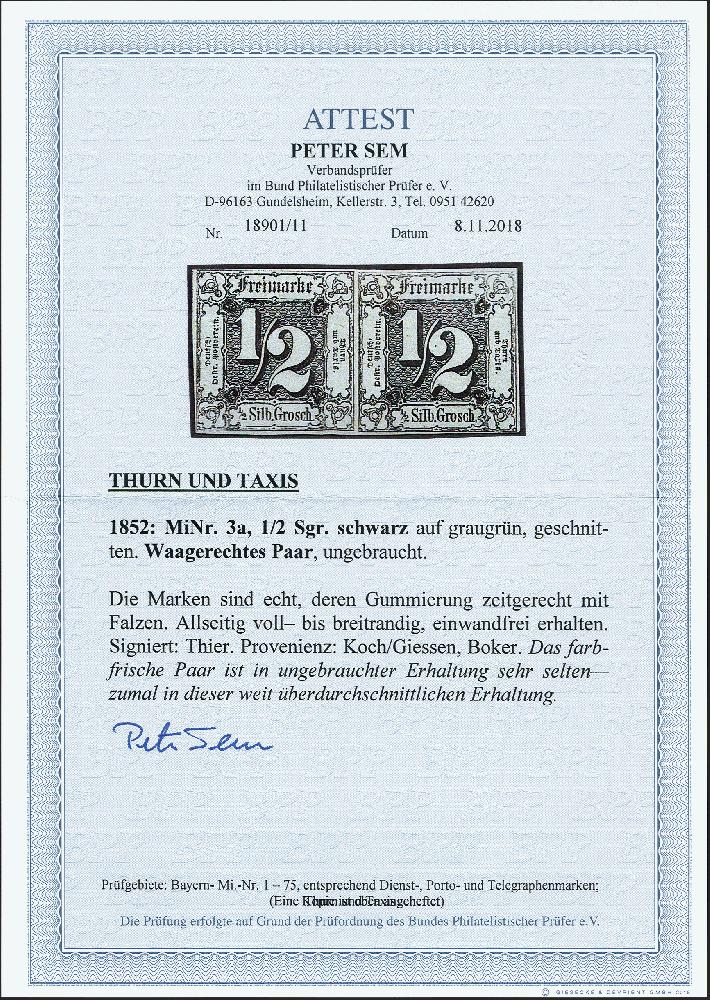 ATTEST
PETER SEM
Verbandsprüfer
im Bund Philatelistischer Prüfer e. V.
D-96163 Gundelsheim, Kellerstr. 3, Tel. 0951 42620
Nr. 18901/11 Datum 8.11.2018
Freimarke Freimarke
1/2 1/2
½ Silb.Grosch ½ Silb.Grosch
THURN UND TAXIS
1852: MiNr. 3a, 1/2 Sgr. schwarz auf graugrün, geschnit-
ten. Waagerechtes Paar, ungebraucht.
Die Marken sind echt, deren Gummierung zeitgerecht mit
Falzen. Allseitig voll– bis breitrandig, einwandfrei erhalten.
Signiert: Thier. Provenienz: Koch/Giessen, Boker. Das farb-
frische Paar ist in ungebrauchter Erhaltung sehr selten—
zumal in dieser weit überdurchschnittlichen Erhaltung.
Peter Sem
Prüfgebiete: Bayern- Mi.-Nr. 1 – 75, entsprechend Dienst-, Porto- und Telegraphenmarken;
(Eine
Die Prüfung erfolgte auf Grund der Prüfordnung des Bundes Philatelistischer Prüfer e.V.
© GIESECKE & DEVRIENT GMBH